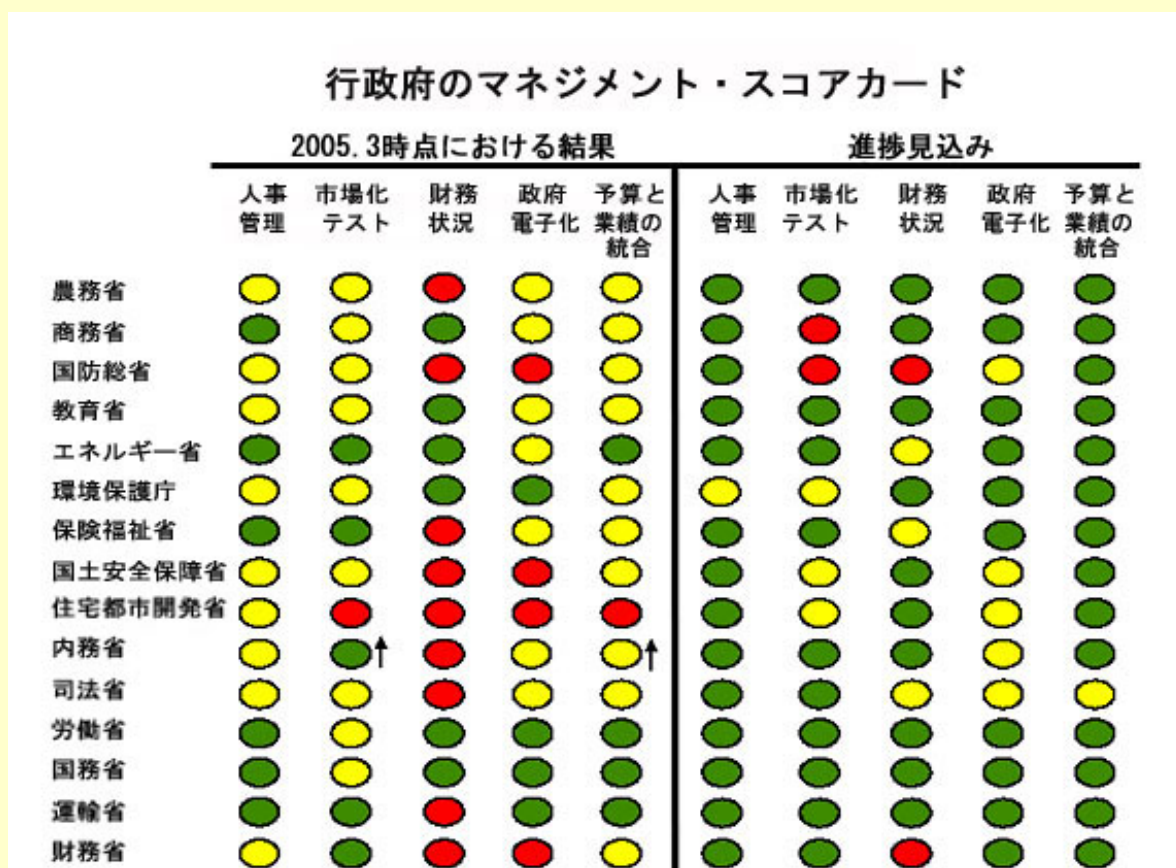 行政府のマネジメント・スコアカード
2005.3時点における結果
進捗見込み
人事
管理
市場化
テスト
財務
状況
政府
電子化
予算と
業績の
統合
人事
管理
市場化
テスト
財務
状況
政府
電子化
予算と
業績の
統合
農務省
商務省
国防総省
教育省
エネルギー省
環境保護庁
保険福祉省
国土安全保障省
住宅都市開発省
内務省
司法省
労働省
国務省
運輸省
財務省